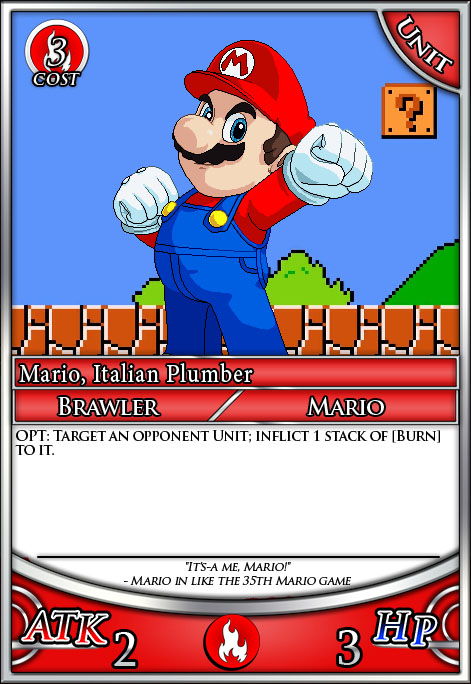 3
COST
UNIT
M
?
Mario, Italian Plumber
BRAWLER / MARIO
OPT: TARGET AN OPPONENT UNIT; INFLICT 1 STACK OF [BURN]
TO IT.
"IT'S-A ME, MARIO!"
- MARIO IN LIKE THE 35TH MARIO GAME
ATK 2 3 HP